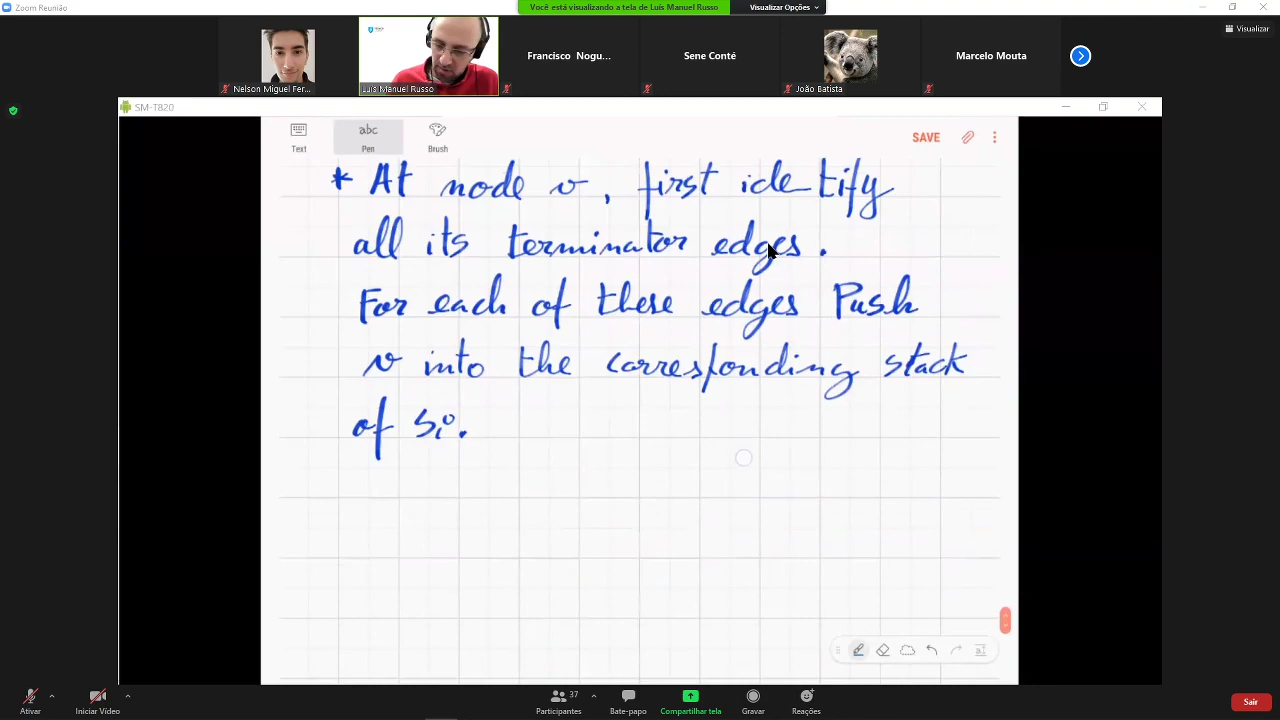 Zoom Reunião
Você está visualizando a tela de Luís Manuel Russo
Visualizar Opções
Visualizar
Nelson Miguel Fer...
Luís Manuel Russo
Francisco Nogu...
Sene Conté
João Batista
Marcelo Mouta
SM-T820
Text
abc
Pen
Brush
SAVE
* At node v, first identify
all its terminator edges.
For each of these edges Push
v into the corresponding stack
of Si.
Ativar
Iniciar Vídeo
37
Participantes
Bate-papo
Compartilhar tela
Gravar
Reações
Sair